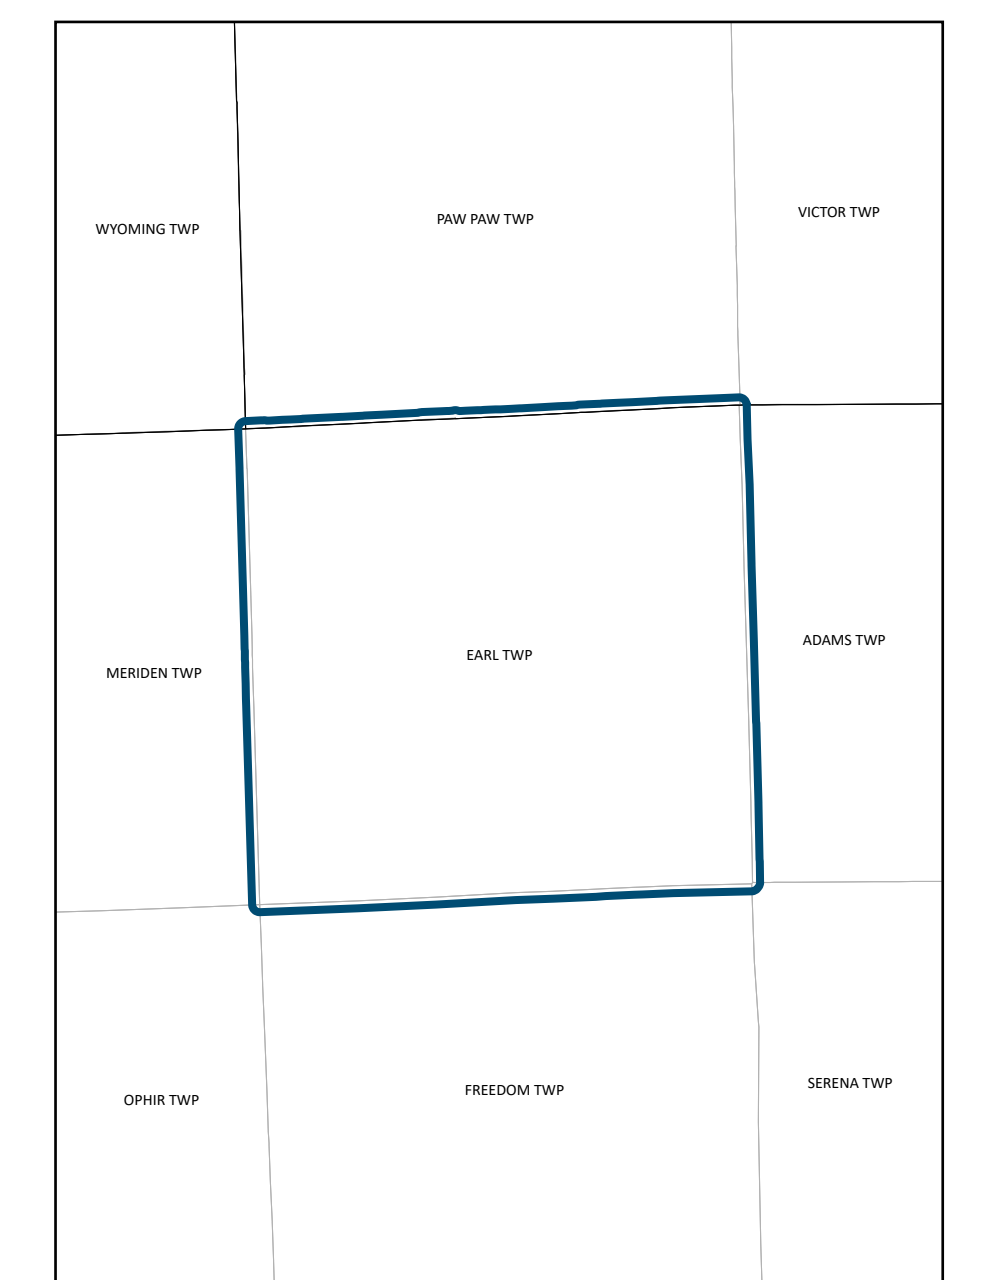 WYOMING TWP
PAW PAW TWP
VICTOR TWP
MERIDEN TWP
EARL TWP
ADAMS TWP
OPHIR TWP
FREEDOM TWP
SERENA TWP